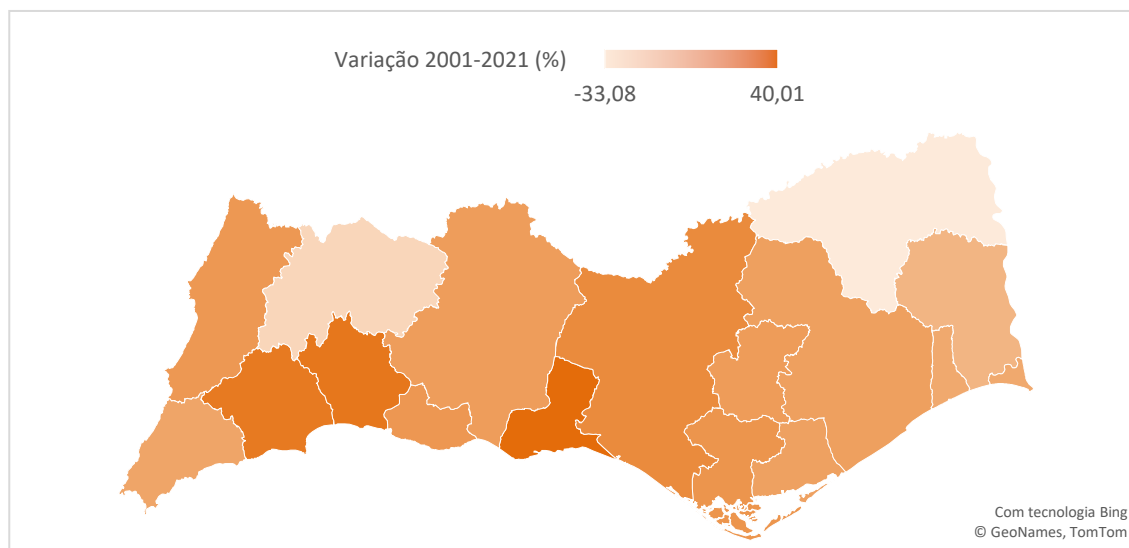 Variação 2001-2021 (%)
-33,08 40,01
Com tecnologia Bing
© GeoNames, TomTom